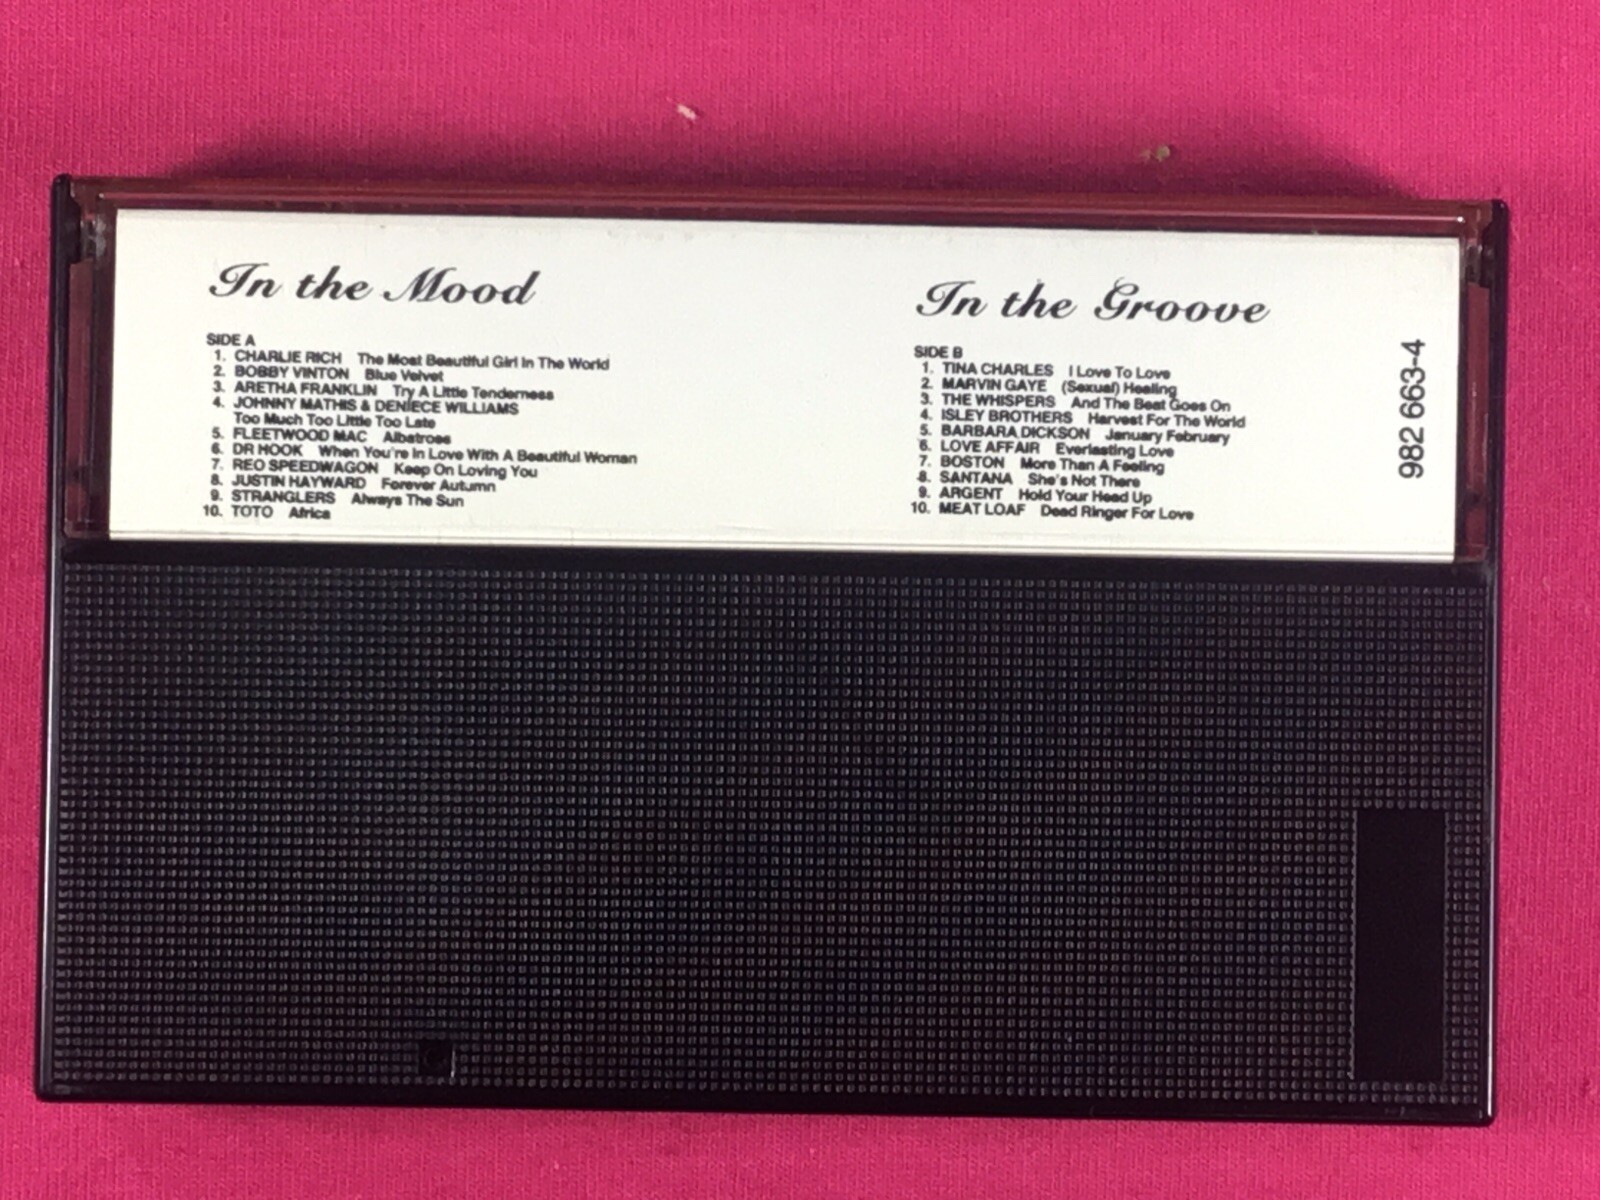 In the Mood
SIDE A
1. CHARLIE RICH The Most Beautiful Girl In The World
2. BOBBY VINTON Blue Velvet
3. ARETHA FRANKLIN Try A Little Tenderness
4. JOHNNY MATHIS & DENIECE WILLIAMS
Too Much Too Little Too Late
5. FLEETWOOD MAC Albatross
6. DR HOOK When You're In Love With A Beautiful Woman
7. REO SPEEDWAGON Keep On Loving You
8. JUSTIN HAYWARD Forever Autumn
9. STRANGLERS Always The Sun
10. TOTO Africa
In the Groove
SIDE B
1. TINA CHARLES I Love To Love
2. MARVIN GAYE (Sexual) Healing
3. THE WHISPERS And The Beat Goes On
4. ISLEY BROTHERS Harvest For The World
5. BARBARA DICKSON January February
6. LOVE AFFAIR Everlasting Love
7. BOSTON More Than A Feeling
8. SANTANA She's Not There
9. ARGENT Hold Your Head Up
10. MEAT LOAF Dead Ringer For Love
982 663-4